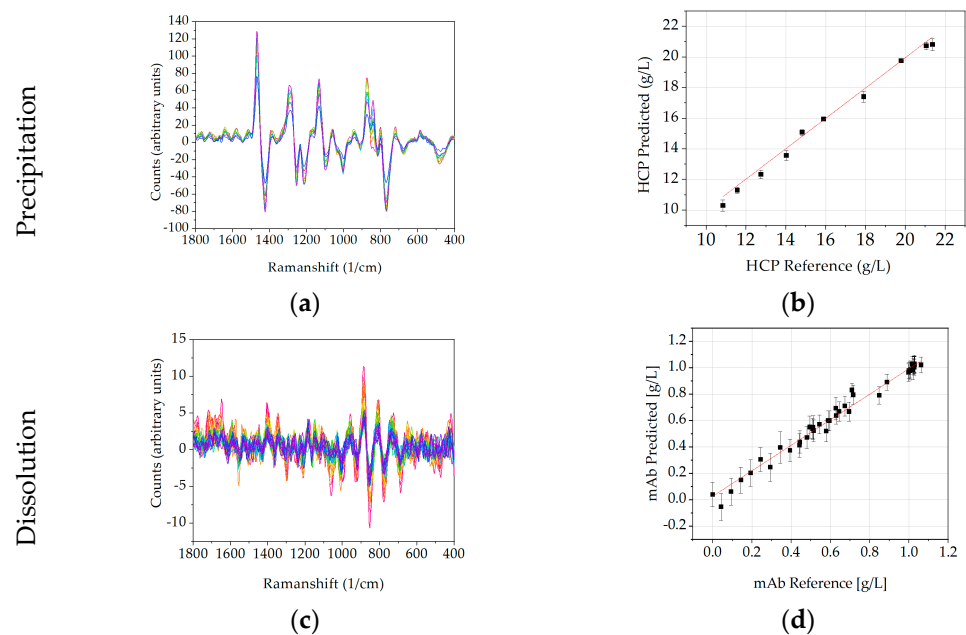 Precipitation
Counts (arbitrary units)
140
120
100
80
60
40
20
0
-20
-40
-60
-80
-100
1800 1600 1400 1200 1000 800 600 400
Ramanshift (1/cm)
(a)
HCP Predicted (g/L)
22
20
18
16
14
12
10
10 12 14 16 18 20 22
HCP Reference (g/L)
(b)
Dissolution
Counts (arbitrary units)
15
10
5
0
-5
-10
1800 1600 1400 1200 1000 800 600 400
Ramanshift (1/cm)
(c)
mAb Predicted [g/L]
1.2
1.0
0.8
0.6
0.4
0.2
0.0
-0.2
0.0 0.2 0.4 0.6 0.8 1.0 1.2
mAb Reference [g/L]
(d)